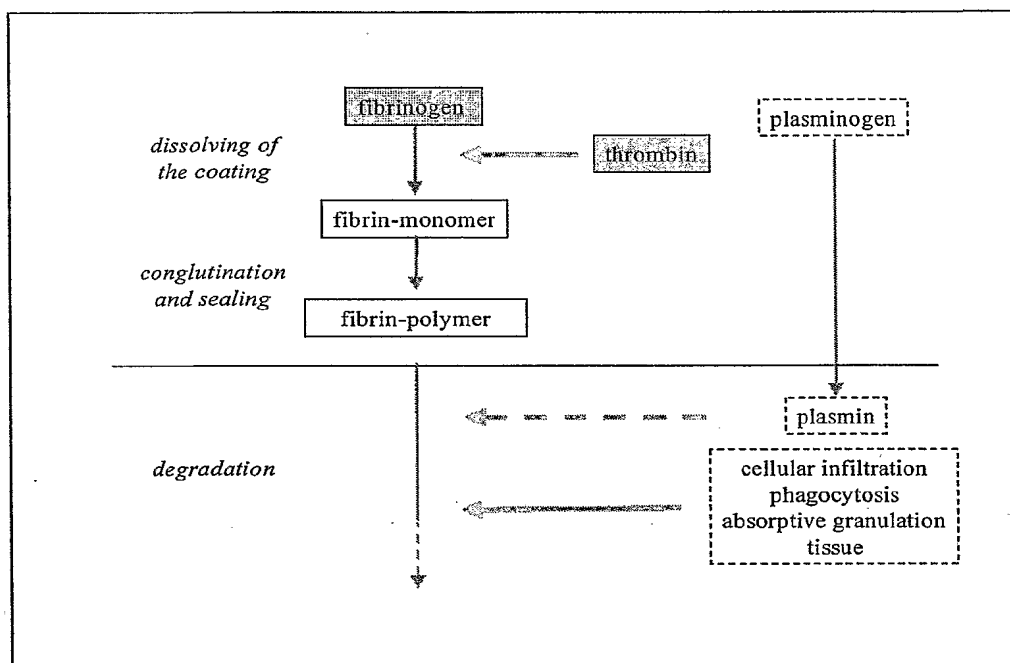 fibrinogen
plasminogen
dissolving of
the coating
thrombin
fibrin-monomer
conglutination
and sealing
fibrin-polymer
plasmin
degradation
cellular infiltration
phagocytosis
absorptive granulation
tissue